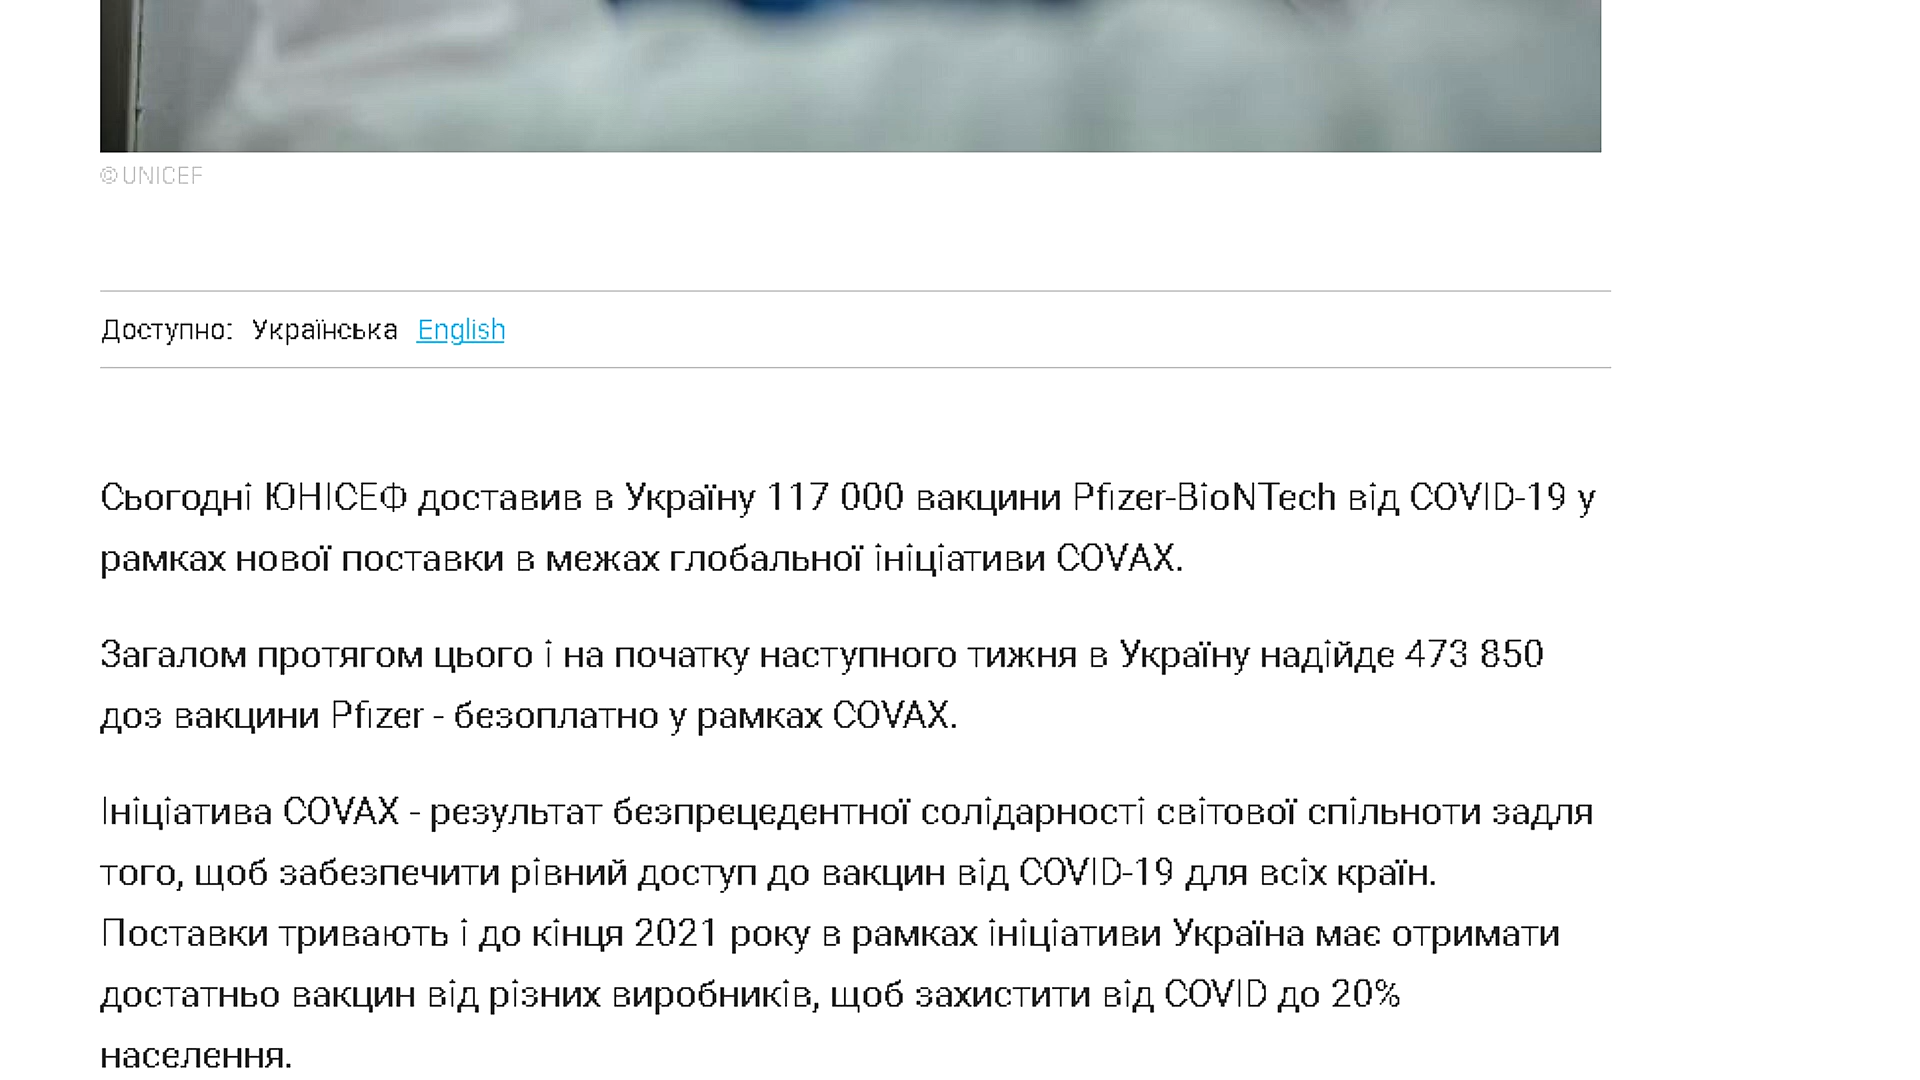 © UNICEF
Доступно: Українська English
Сьогодні ЮНІСЕФ доставив в Україну 117 000 вакцини Pfizer-BioNTech від COVID-19 у
рамках нової поставки в межах глобальної ініціативи COVAX.
Загалом протягом цього і на початку наступного тижня в Україну надійде 473 850
доз вакцини Pfizer - безоплатно у рамках COVAX.
Ініціатива COVAX - результат безпрецедентної солідарності світової спільноти задля
того, щоб забезпечити рівний доступ до вакцин від COVID-19 для всіх країн.
Поставки тривають і до кінця 2021 року в рамках ініціативи Україна має отримати
достатньо вакцин від різних виробників, щоб захистити від COVID до 20%
населення.